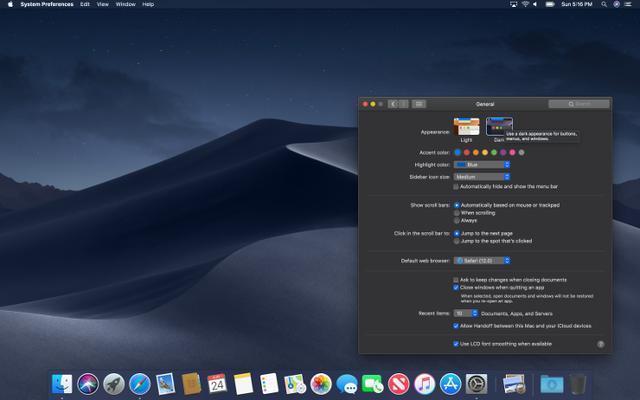 System Preferences Edit View Window Help
Sun 5:16 PM
General
Search
Appearance:
Light
Dark
Use a dark appearance for buttons,
menus, and windows.
Accent color:
Highlight color: Blue
Sidebar icon size: Medium
Automatically hide and show the menu bar
Show scroll bars: Automatically based on mouse or trackpad
When scrolling
Always
Click in the scroll bar to: Jump to the next page
Jump to the spot that's clicked
Default web browser: Safari (12.0)
Ask to keep changes when closing documents
Close windows when quitting an app
When selected, open documents and windows will not be restored
when you re-open an app.
Recent items: 10 Documents, Apps, and Servers
Allow Handoff between this Mac and your iCloud devices
Use LCD font smoothing when available
?
24